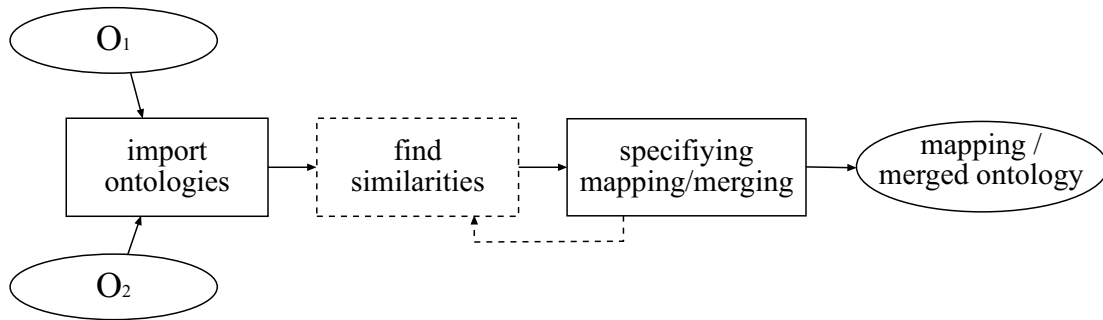 O1
import
ontologies
find
similarities
specifiying
mapping/merging
mapping /
merged ontology
O2